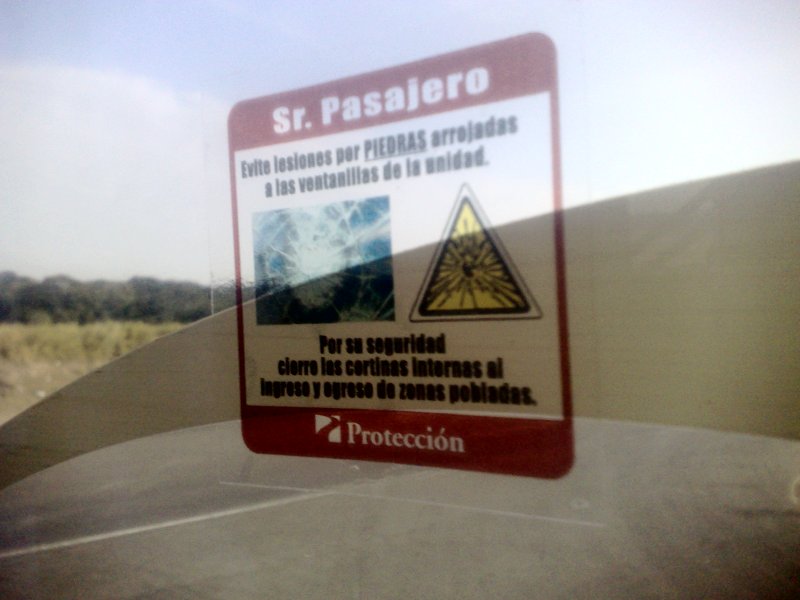 Sr. Pasajero
Evite lesiones por PIEDRAS arrojadas
a las ventanillas de la unidad.
Por su seguridad
cierre las cortinas internas al
ingreso y egreso de zonas pobladas.
Protección